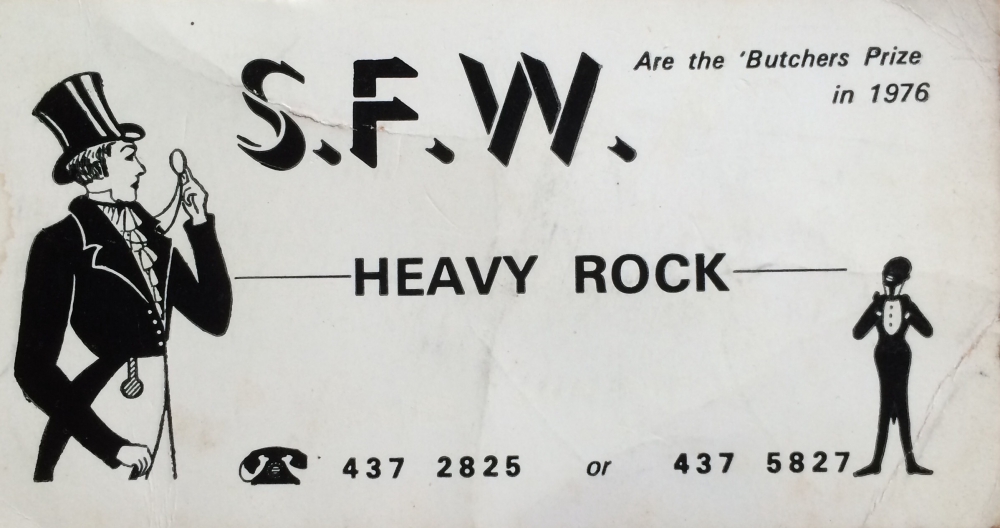 S.F.W.
Are the 'Butchers Prize
in 1976
HEAVY ROCK
437 2825 or 437 5827